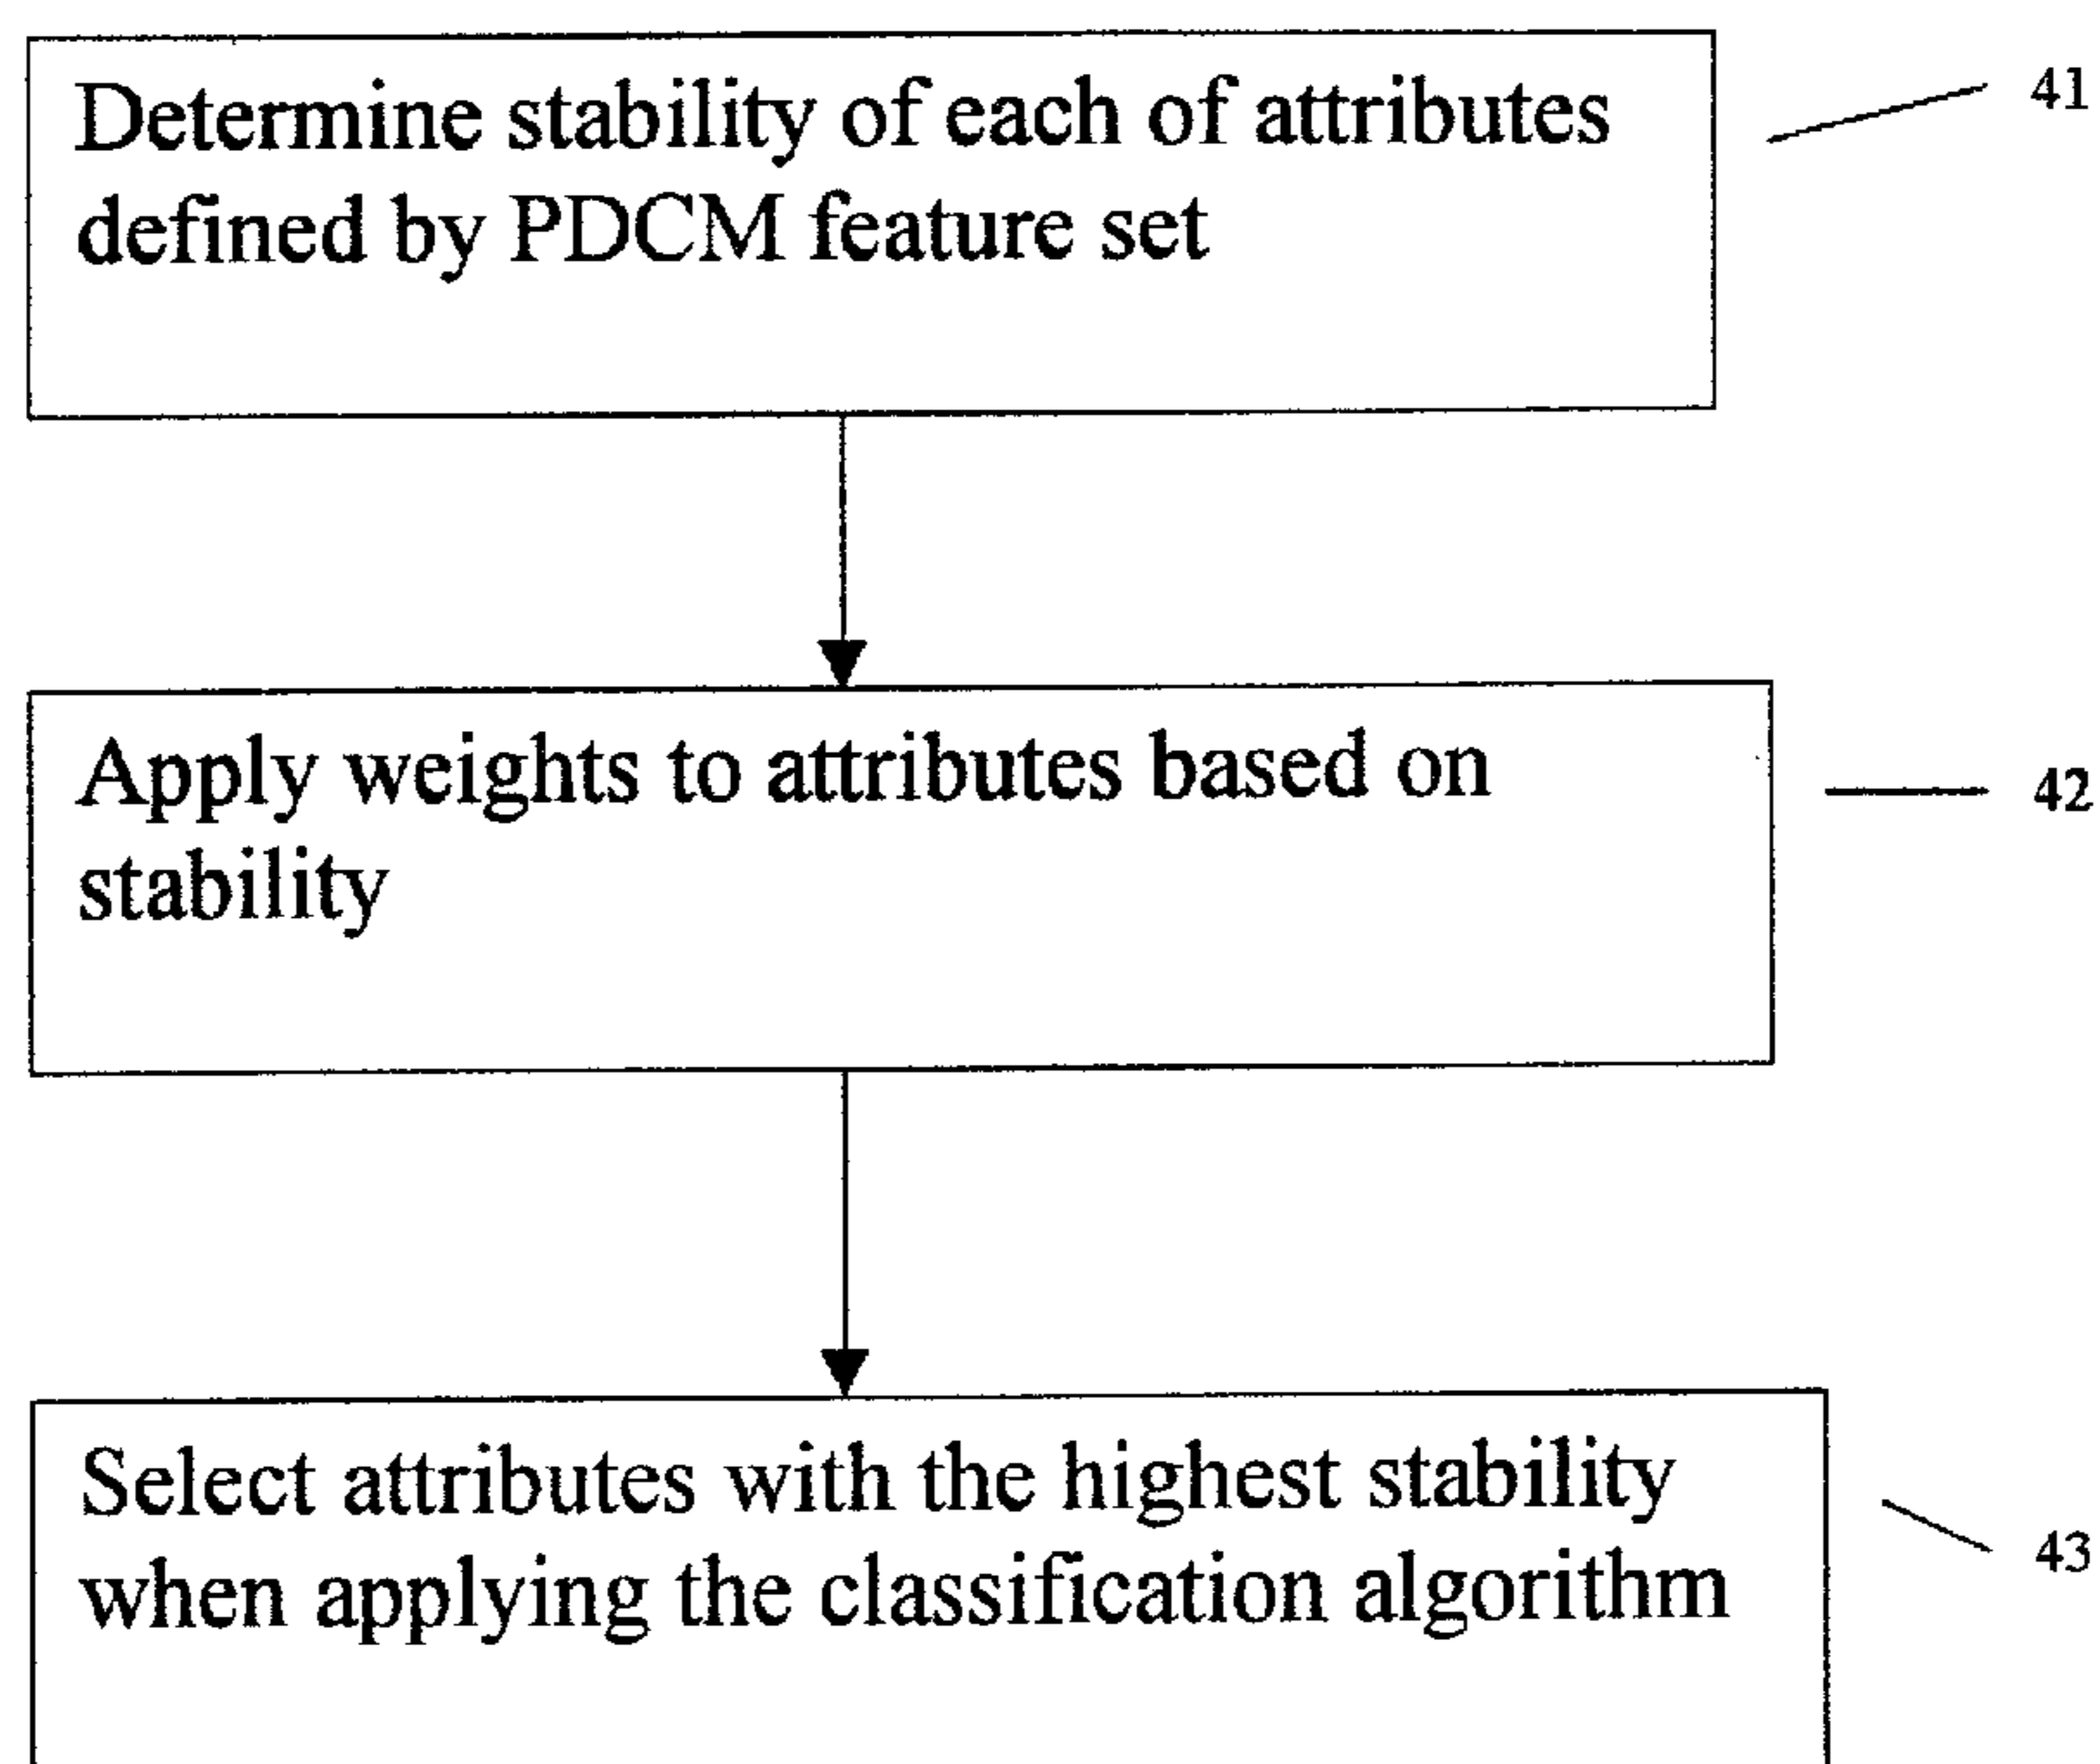 Determine stability of each of attributes
defined by PDCM feature set
41
Apply weights to attributes based on
stability
42
Select attributes with the highest stability
when applying the classification algorithm
43